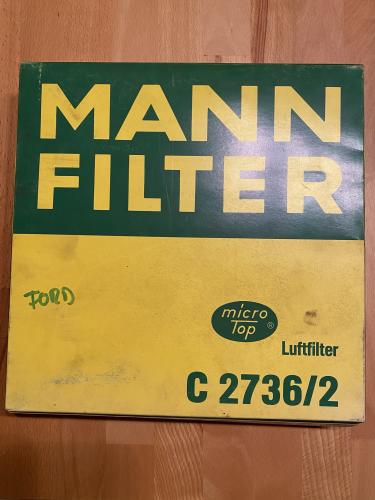 MANN
FILTER
FORD
micro
Top ®
Luftfilter
C 2736/2